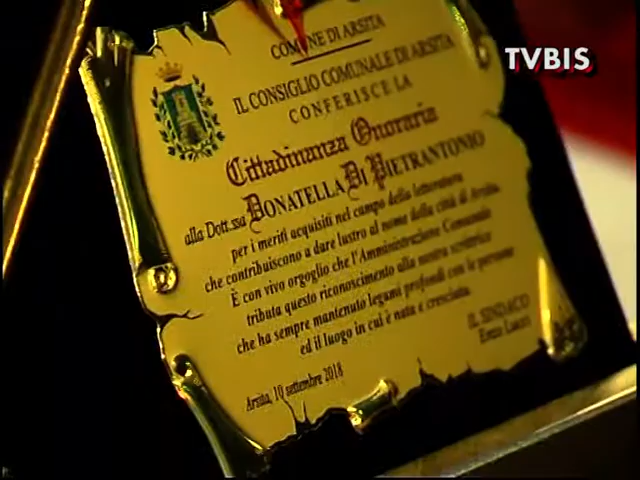 TVBIS
COMUNE DI ARSITA
IL CONSIGLIO COMUNALE DI ARSITA
CONFERISCE LA
Cittadinanza Onoraria
alla Dott.ssa DONATELLA DI PIETRANTONIO
per i meriti acquisiti nel campo della letteratura
che contribuiscono a dare lustro al nome della città di Arsita.
È con vivo orgoglio che l'Amministrazione Comunale
tributa questo riconoscimento alla nostra scrittrice
che ha sempre mantenuto legami profondi con le persone
ed il luogo in cui è nata e cresciuta.
IL SINDACO
Enzo Lucci
Arsita, 10 settembre 2018